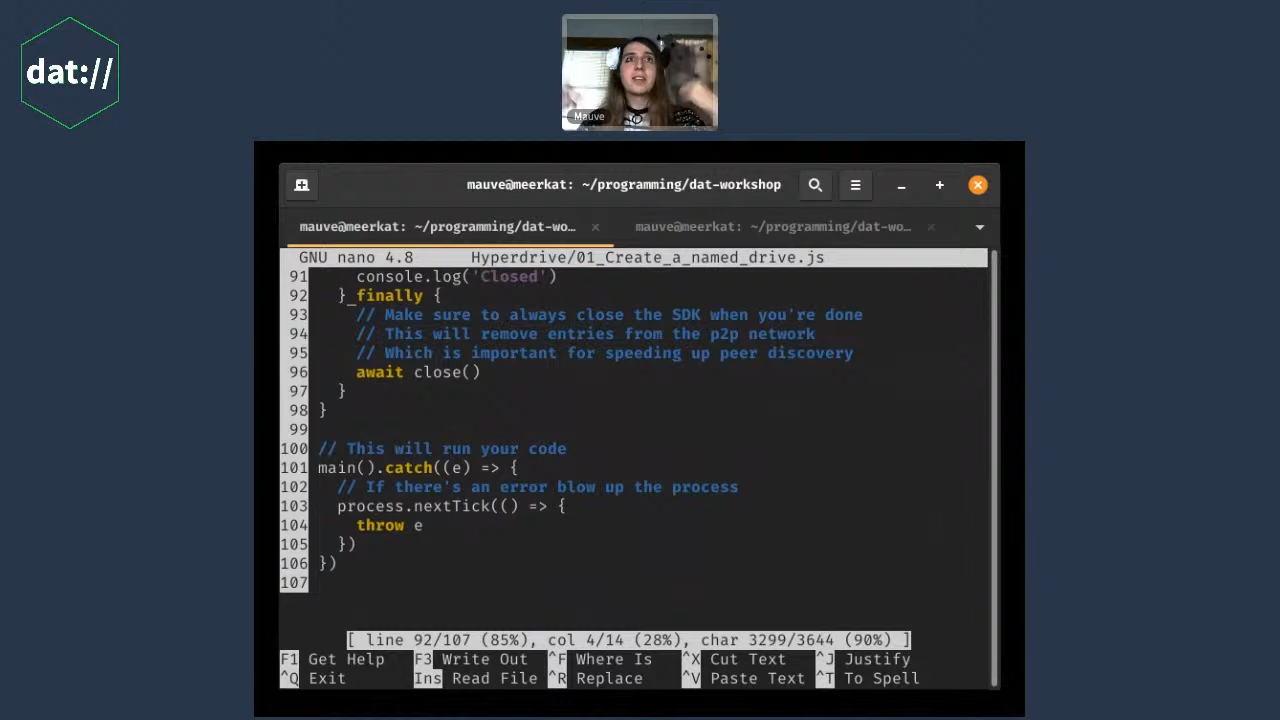 dat://
Mauve
mauve@meerkat: ~/programming/dat-workshop
mauve@meerkat: ~/programming/dat-wo... × mauve@meerkat: ~/programming/dat-wo... ×
GNU nano 4.8 Hyperdrive/01_Create_a_named_drive.js
91 console.log('Closed')
92 } finally {
93 // Make sure to always close the SDK when you're done
94 // This will remove entries from the p2p network
95 // Which is important for speeding up peer discovery
96 await close()
97 }
98 }
99
100 // This will run your code
101 main().catch((e) => {
102 // If there's an error blow up the process
103 process.nextTick(() => {
104 throw e
105 })
106 })
107
[ line 92/107 (85%), col 4/14 (28%), char 3299/3644 (90%) ]
F1 Get Help F3 Write Out ^F Where Is ^X Cut Text ^J Justify
^Q Exit Ins Read File ^R Replace ^V Paste Text ^T To Spell